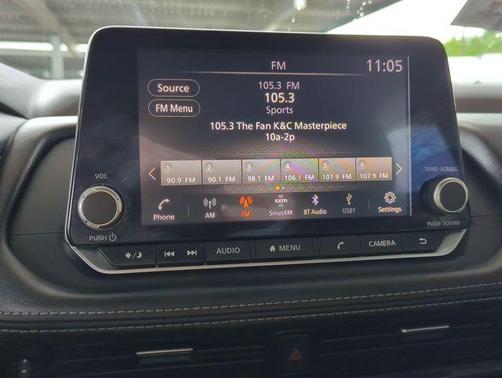 FM
11:05
Source
FM Menu
105.3 FM
105.3
Sports
105.3 The Fan K&C Masterpiece
10a-2p
1 2 3 4 5 6
90.9 FM 90.1 FM 98.1 FM 106.1 FM 107.9 FM 107.9 FM
Phone AM FM sxm SiriusXM BT Audio USB1 Settings
VOL
PUSH
TUNE·SCROLL
PUSH SOUND
AUDIO MENU CAMERA